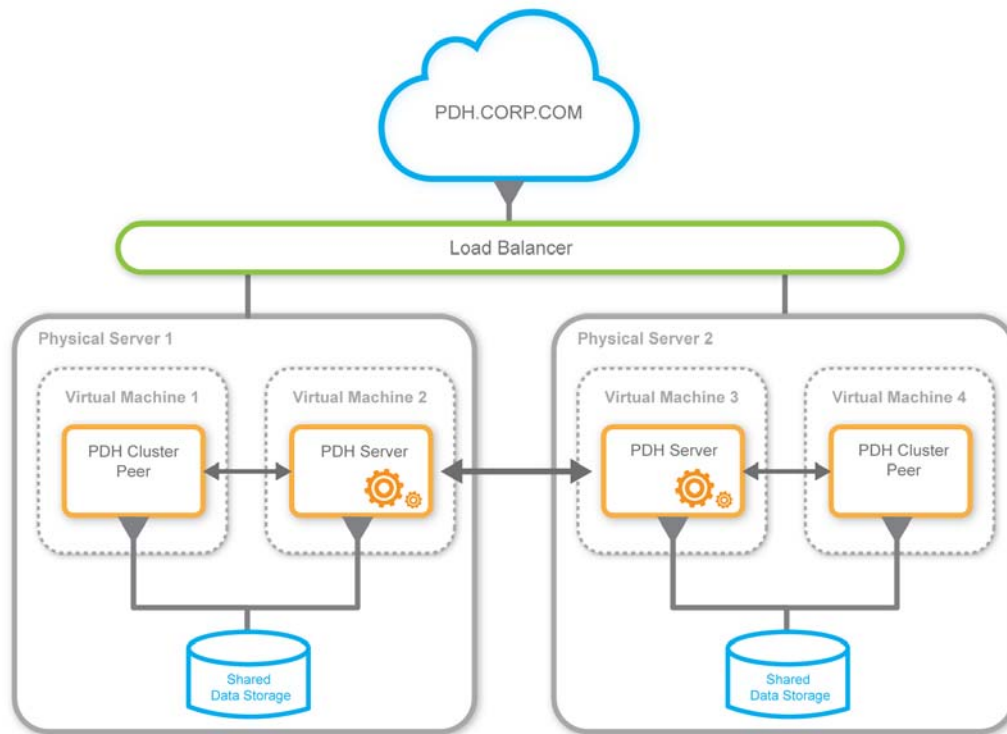 PDH.CORP.COM
Load Balancer
Physical Server 1
Physical Server 2
Virtual Machine 1
Virtual Machine 2
Virtual Machine 3
Virtual Machine 4
PDH Cluster
Peer
PDH Server
PDH Server
PDH Cluster
Peer
Shared
Data Storage
Shared
Data Storage